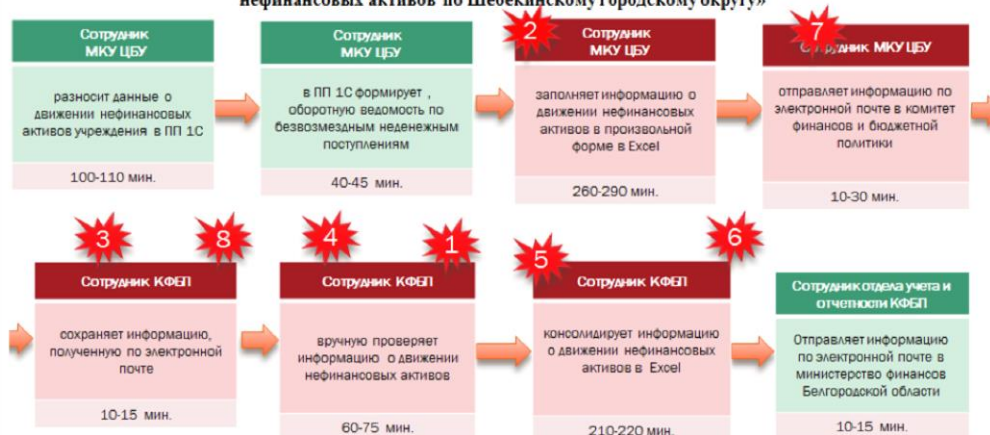 нефинансовых активов по Шебекинскому городскому округу»
Сотрудник
МКУ ЦБУ
разносит данные о
движении нефинансовых
активов учреждения в ПП 1С
100-110 мин.
Сотрудник
МКУ ЦБУ
в ПП 1С формирует ,
оборотную ведомость по
безвозмездным неденежным
поступлениям
40-45 мин.
2
Сотрудник
МКУ ЦБУ
заполняет информацию о
движении нефинансовых
активов в произвольной
форме в Excel
260-290 мин.
7
Сотрудник МКУ ЦБУ
отправляет информацию по
электронной почте в комитет
финансов и бюджетной
политики
10-30 мин.
3
8
Сотрудник КФБП
сохраняет информацию,
полученную по электронной
почте
10-15 мин.
4
1
Сотрудник КФБП
вручную проверяет
информацию о движении
нефинансовых активов
60-75 мин.
5
6
Сотрудник КФБП
консолидирует информацию
о движении нефинансовых
активов в Excel
210-220 мин.
Сотрудник отдела учета и
отчетности КФБП
Отправляет информацию
по электронной почте в
министерство финансов
Белгородской области
10-15 мин.